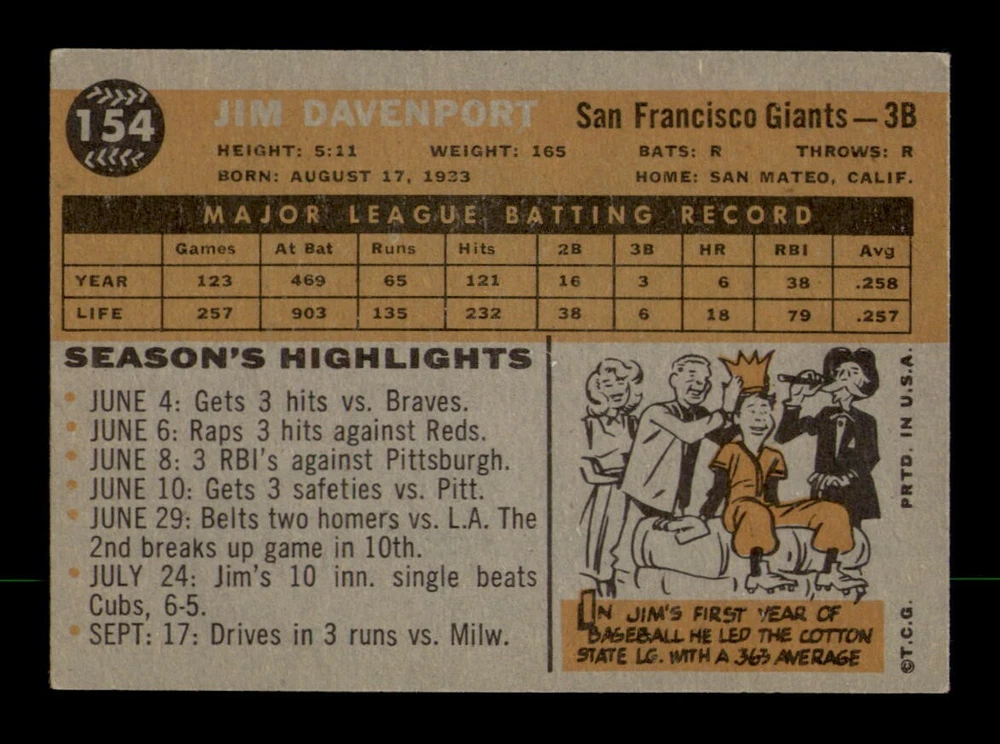 154
JIM DAVENPORT
San Francisco Giants — 3B
HEIGHT: 5:11 WEIGHT: 165 BATS: R THROWS: R
BORN: AUGUST 17, 1933 HOME: SAN MATEO, CALIF.
MAJOR LEAGUE BATTING RECORD
Games At Bat Runs Hits 2B 3B HR RBI Avg
YEAR 123 469 65 121 16 3 6 38 .258
LIFE 257 903 135 232 38 6 18 79 .257
SEASON'S HIGHLIGHTS
• JUNE 4: Gets 3 hits vs. Braves.
• JUNE 6: Raps 3 hits against Reds.
• JUNE 8: 3 RBI's against Pittsburgh.
• JUNE 10: Gets 3 safeties vs. Pitt.
• JUNE 29: Belts two homers vs. L.A. The
2nd breaks up game in 10th.
• JULY 24: Jim's 10 inn. single beats
Cubs, 6-5.
• SEPT: 17: Drives in 3 runs vs. Milw.
IN JIM'S FIRST YEAR OF
BASEBALL HE LED THE COTTON
STATE LG. WITH A 363 AVERAGE
©T.C.G. PRTD. IN U.S.A.